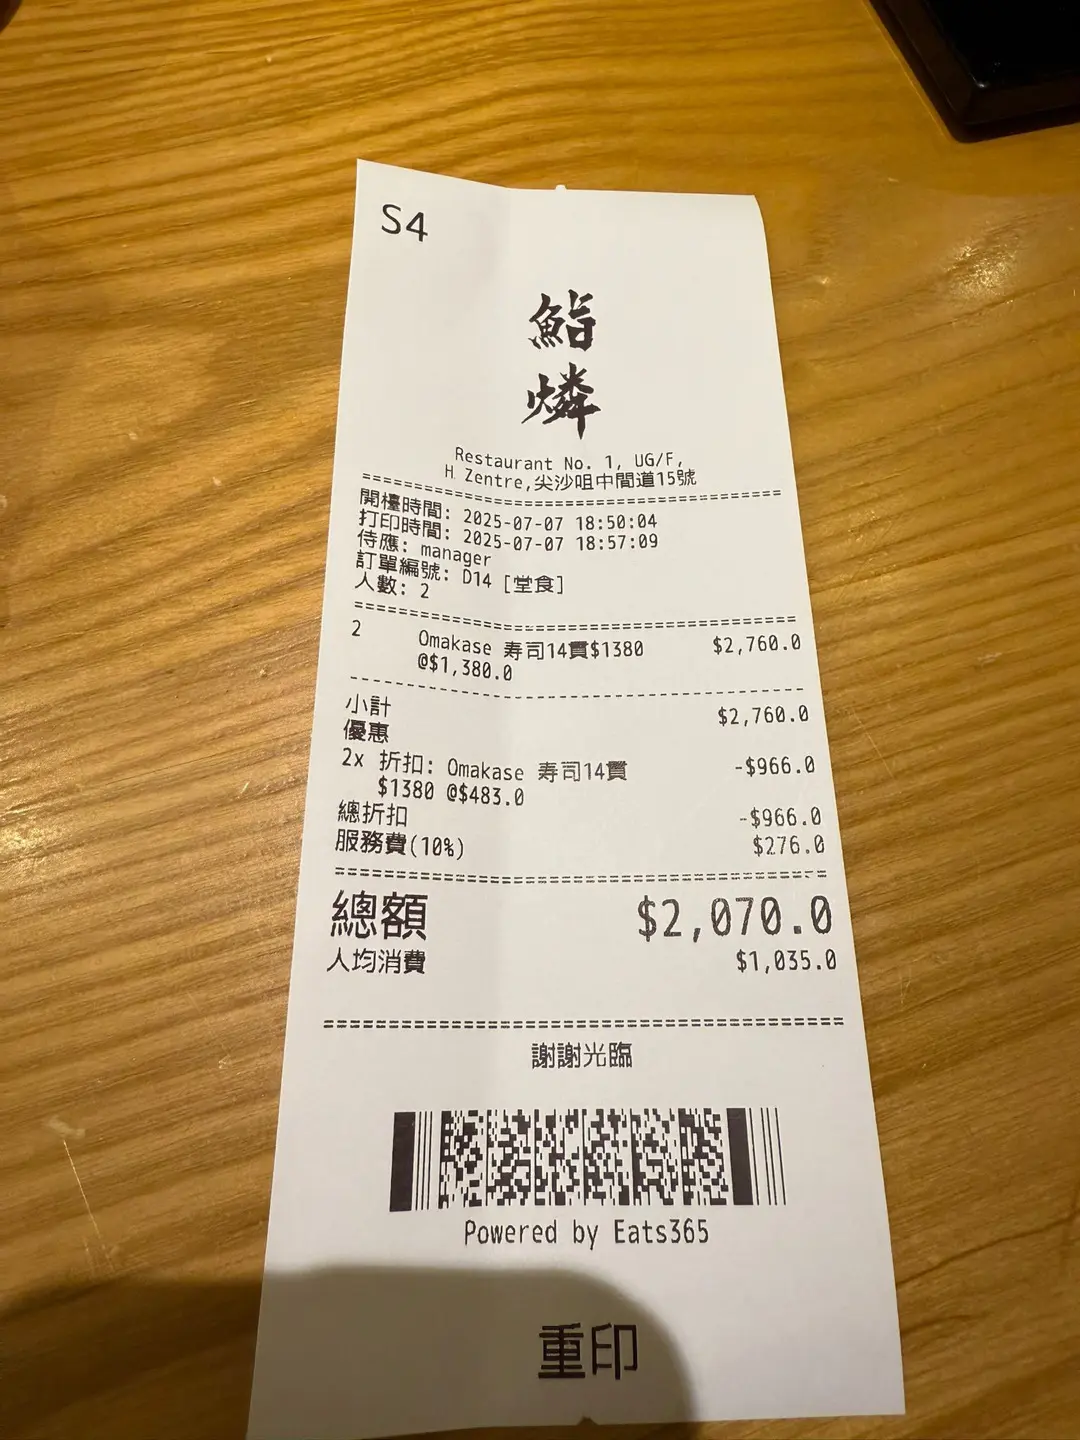 S4
鮨
燐
Restaurant No. 1, UG/F,
H Zentre,尖沙咀中間道15號
開檯時間: 2025-07-07 18:50:04
打印時間: 2025-07-07 18:57:09
侍應: manager
訂單編號: D14 [堂食]
人數: 2
2 Omakase 寿司14貫$1380 $2,760.0
@$1,380.0
小計 $2,760.0
優惠
2x 折扣: Omakase 寿司14貫 -$966.0
$1380 @$483.0
總折扣 -$966.0
服務費(10%) $276.0
總額 $2,070.0
人均消費 $1,035.0
謝謝光臨
Powered by Eats365
重印